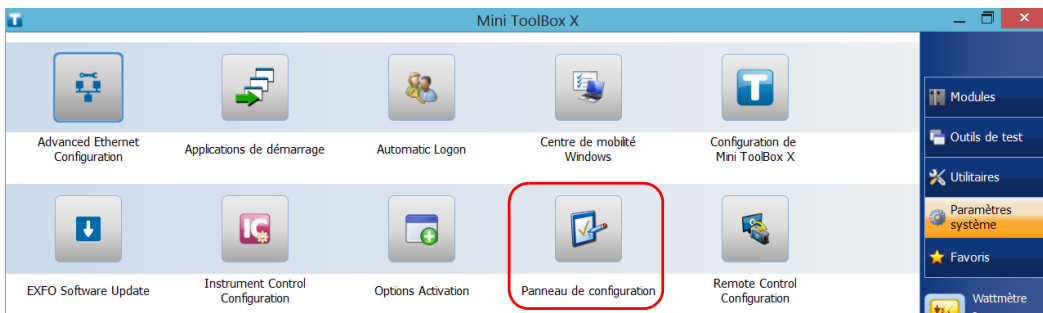 Mini ToolBox X
Advanced Ethernet
Configuration
Applications de démarrage
Automatic Logon
Centre de mobilité
Windows
Configuration de
Mini ToolBox X
EXFO Software Update
Instrument Control
Configuration
Options Activation
Panneau de configuration
Remote Control
Configuration
Modules
Outils de test
Utilitaires
Paramètres
système
Favoris
Wattmètre